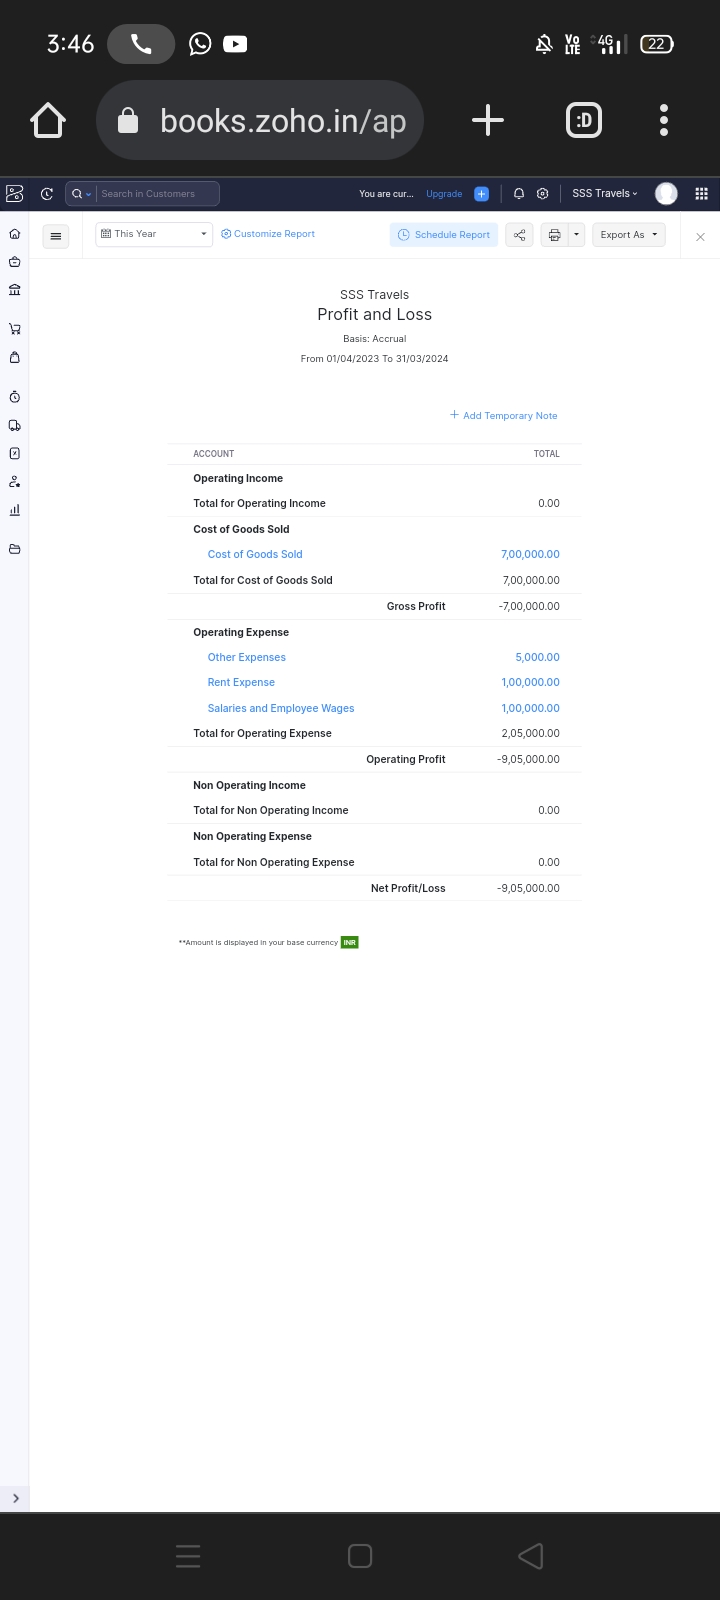 3:46
Vo LTE 4G 22
books.zoho.in/ap
:D
Search in Customers You are cur... Upgrade SSS Travels
This Year Customize Report Schedule Report Export As
SSS Travels
Profit and Loss
Basis: Accrual
From 01/04/2023 To 31/03/2024
+ Add Temporary Note
ACCOUNT TOTAL
Operating Income
Total for Operating Income 0.00
Cost of Goods Sold
Cost of Goods Sold 7,00,000.00
Total for Cost of Goods Sold 7,00,000.00
Gross Profit -7,00,000.00
Operating Expense
Other Expenses 5,000.00
Rent Expense 1,00,000.00
Salaries and Employee Wages 1,00,000.00
Total for Operating Expense 2,05,000.00
Operating Profit -9,05,000.00
Non Operating Income
Total for Non Operating Income 0.00
Non Operating Expense
Total for Non Operating Expense 0.00
Net Profit/Loss -9,05,000.00
**Amount is displayed in your base currency INR